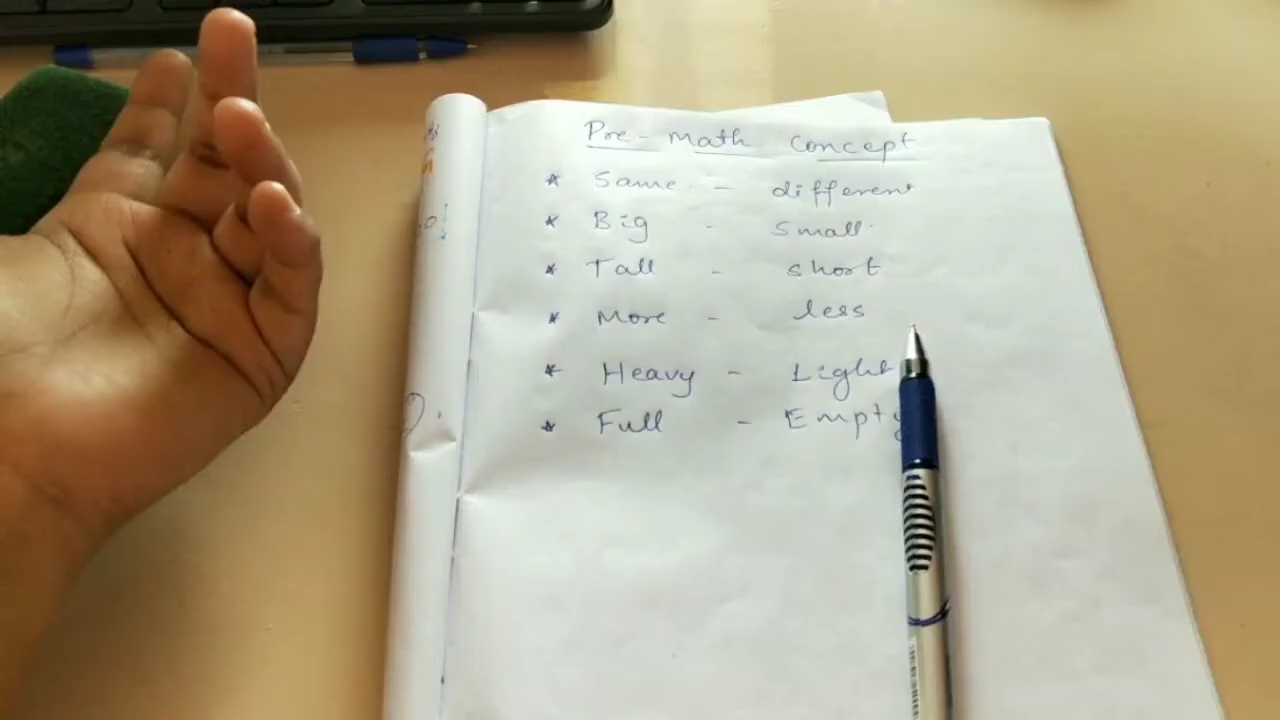 Pre - Math Concept
* Same - different
* Big - Small
* Tall - short
* More - less
* Heavy - Light
* Full - Empty